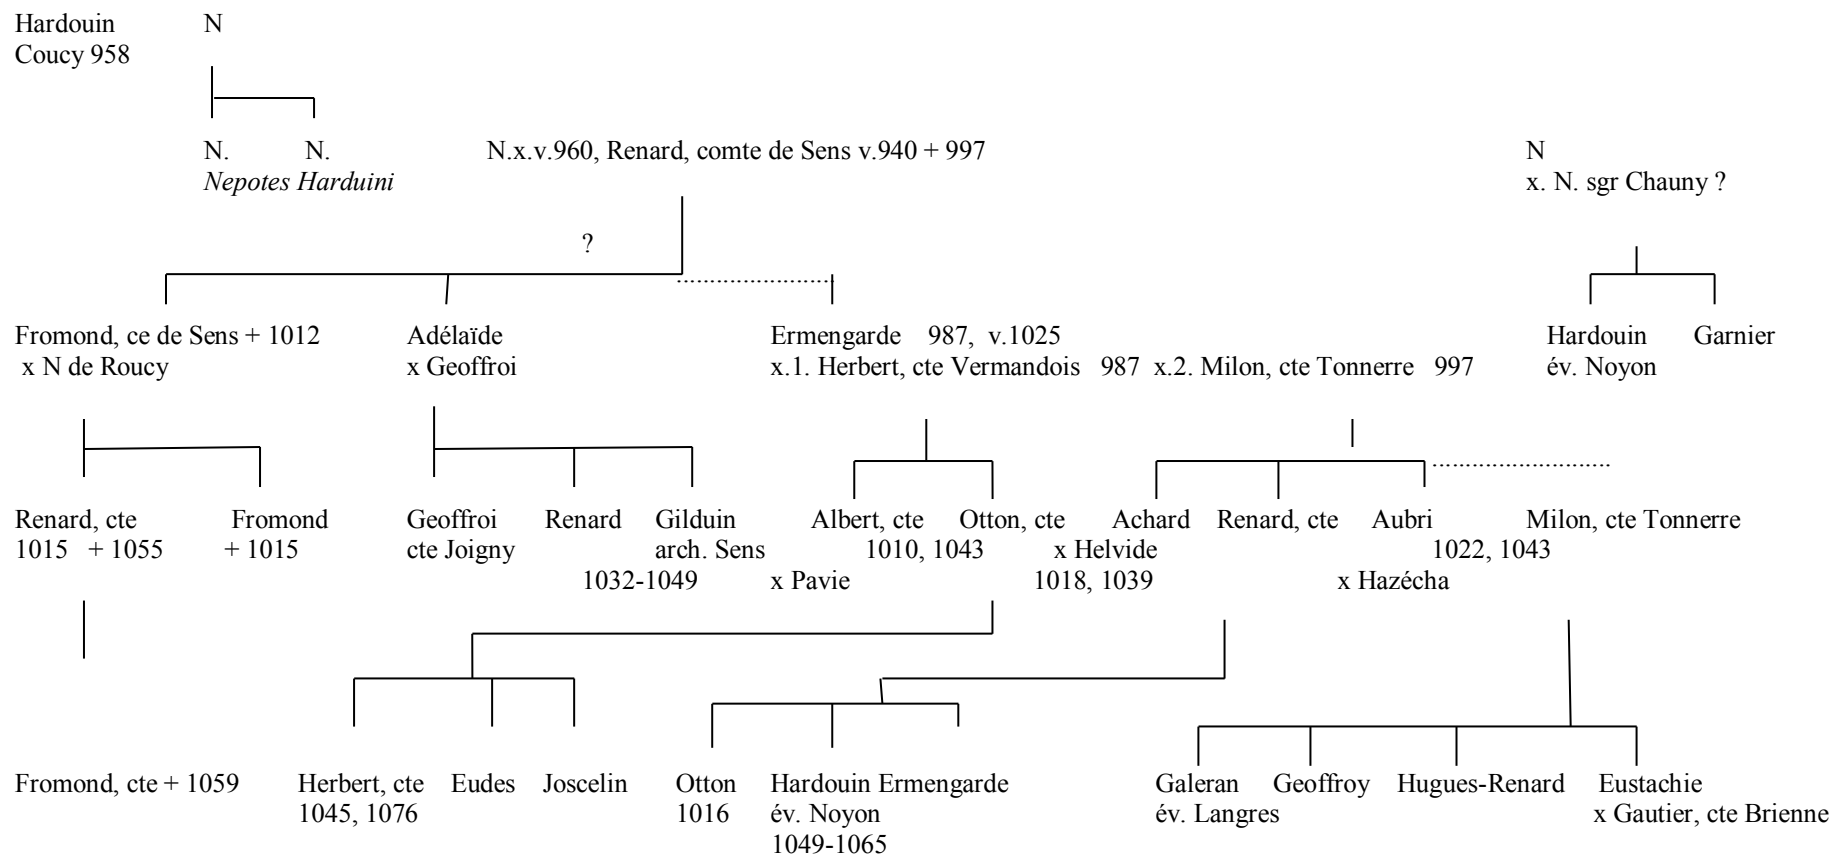 Hardouin N
Coucy 958
N. N. N.x.v.960, Renard, comte de Sens v.940 + 997 N
Nepotes Harduini x. N. sgr Chauny ?
?
Fromond, ce de Sens + 1012 Adélaïde Ermengarde 987, v.1025 Hardouin Garnier
x N de Roucy x Geoffroi x.1. Herbert, cte Vermandois 987 x.2. Milon, cte Tonnerre 997 év. Noyon
Renard, cte Fromond Geoffroi Renard Gilduin Albert, cte Otton, cte Achard Renard, cte Aubri Milon, cte Tonnerre
1015 + 1055 + 1015 cte Joigny arch. Sens 1010, 1043 x Helvide 1022, 1043
1032-1049 x Pavie 1018, 1039 x Hazécha
Fromond, cte + 1059 Herbert, cte Eudes Joscelin Otton Hardouin Ermengarde Galeran Geoffroy Hugues-Renard Eustachie
1045, 1076 1016 év. Noyon év. Langres x Gautier, cte Brienne
1049-1065